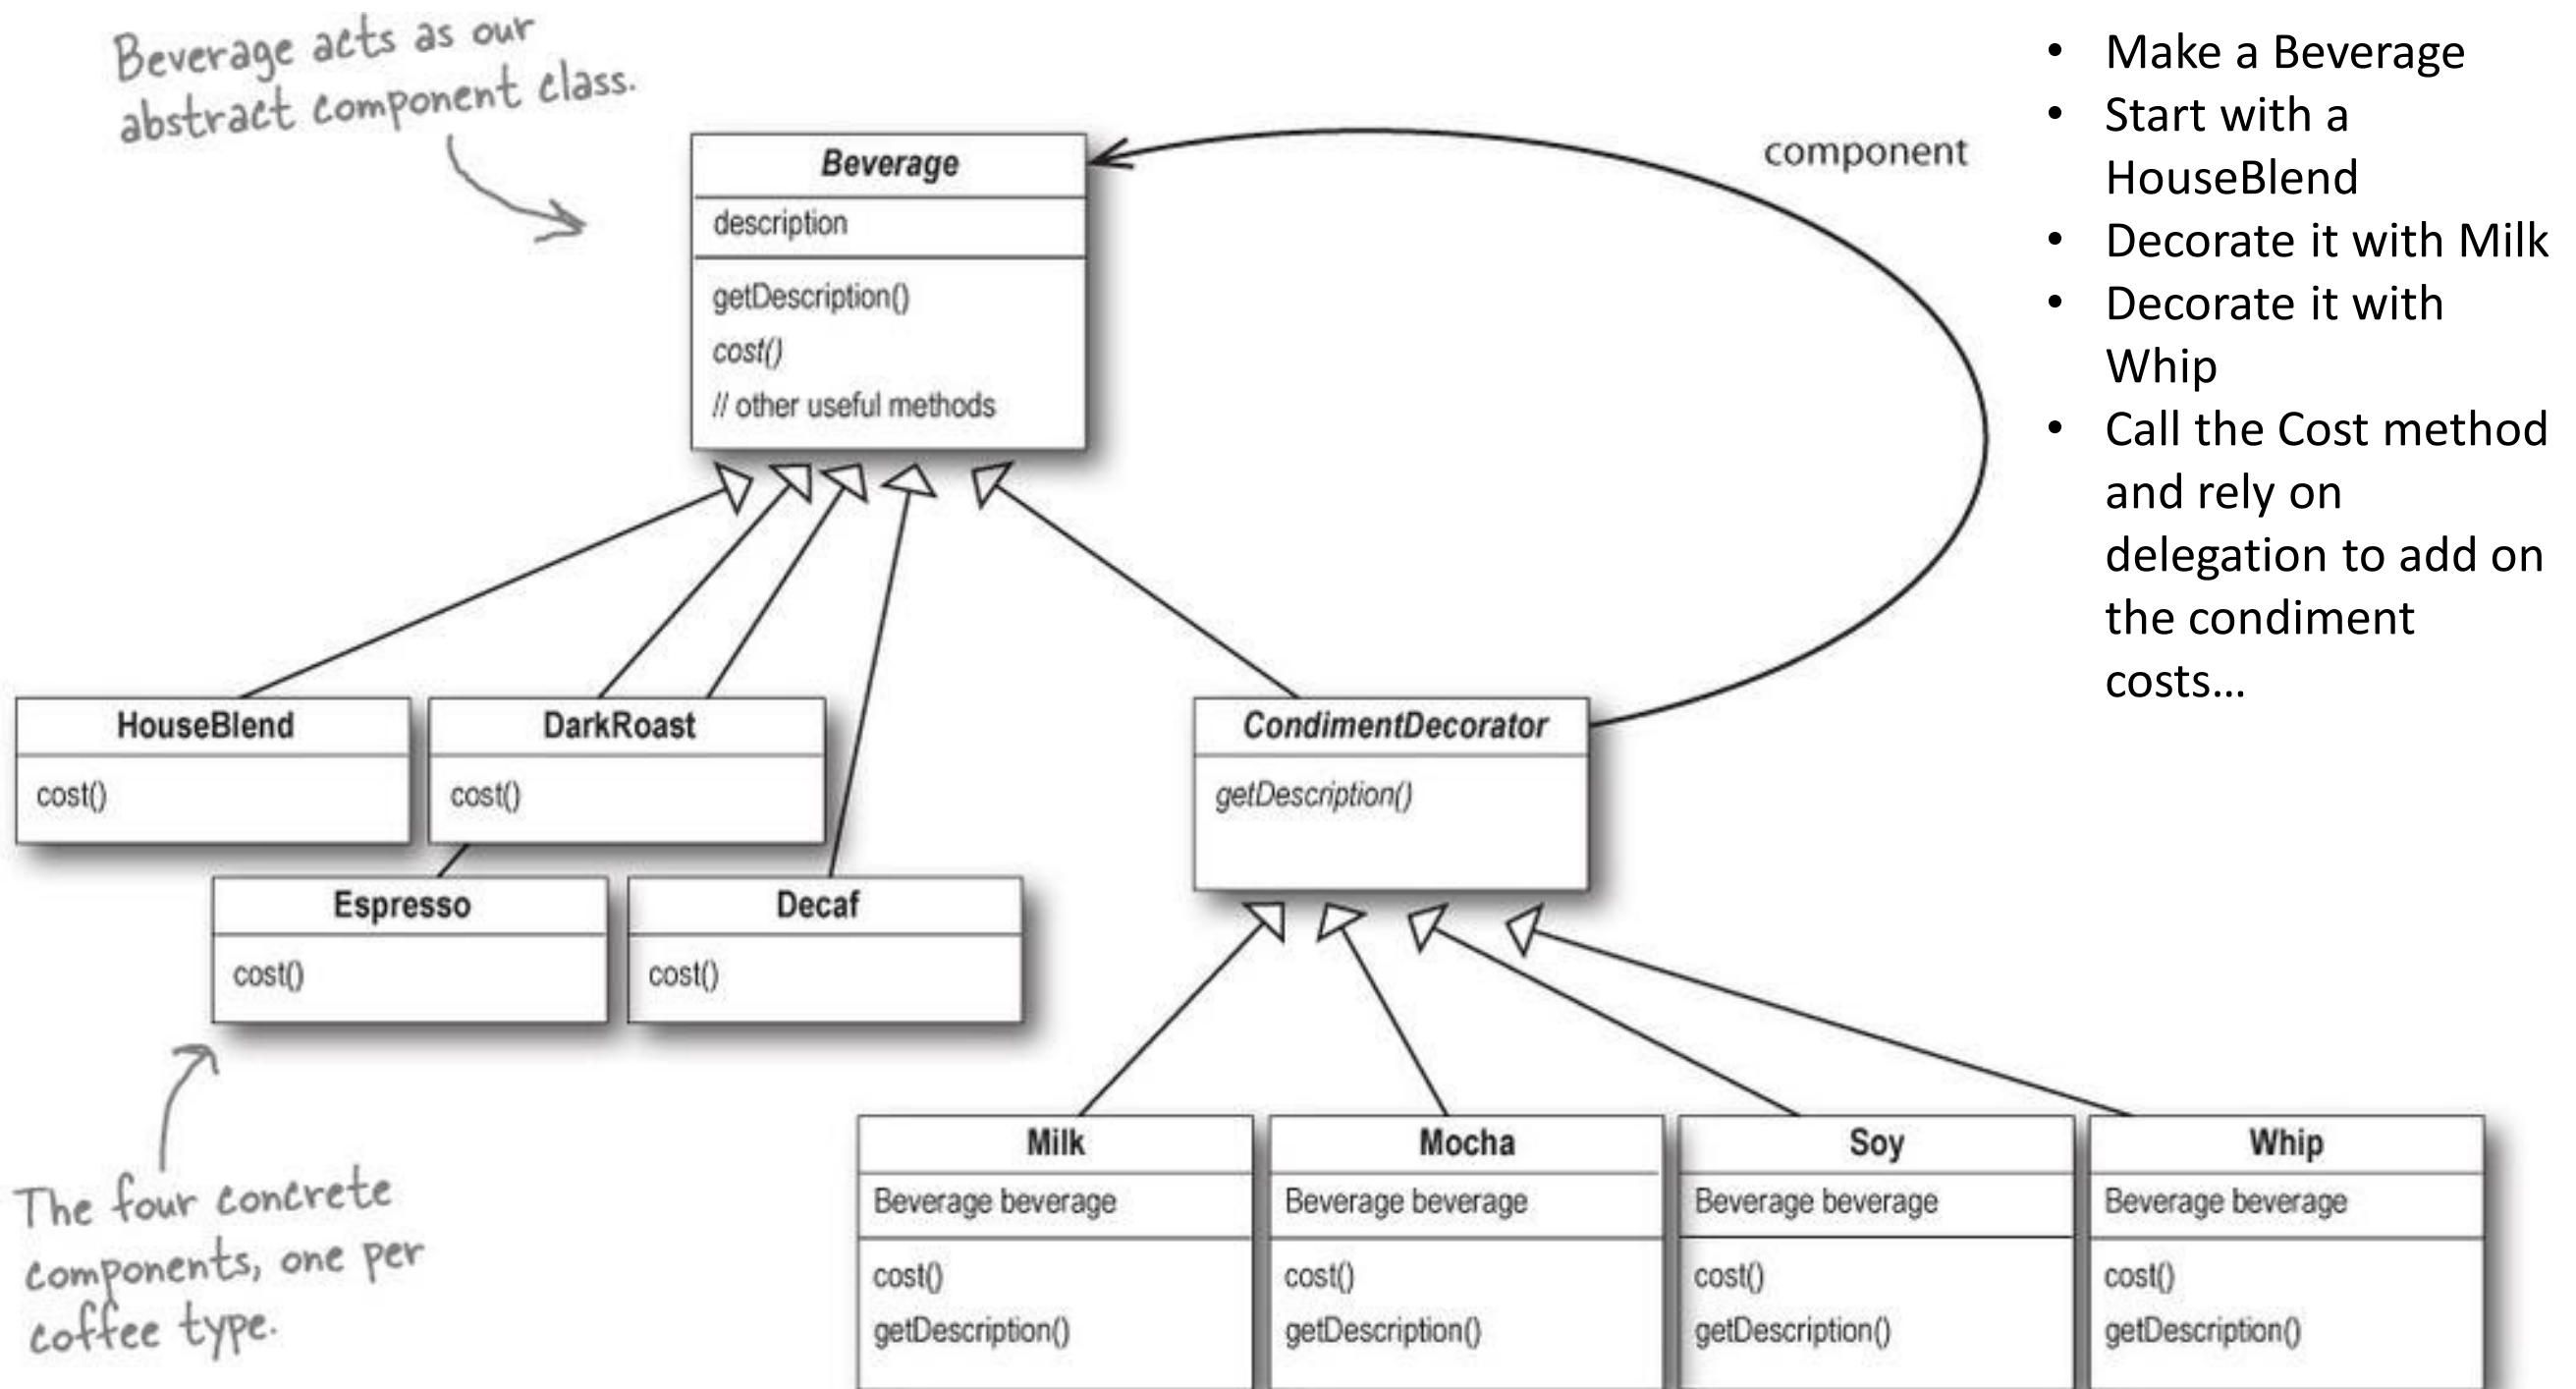 Beverage acts as our
abstract component class.
Beverage
description
getDescription()
cost()
// other useful methods
component
• Make a Beverage
• Start with a
HouseBlend
• Decorate it with Milk
• Decorate it with
Whip
• Call the Cost method
and rely on
delegation to add on
the condiment
costs…
HouseBlend
cost()
DarkRoast
cost()
CondimentDecorator
getDescription()
Espresso
cost()
Decaf
cost()
The four concrete
components, one per
coffee type.
Milk
Beverage beverage
cost()
getDescription()
Mocha
Beverage beverage
cost()
getDescription()
Soy
Beverage beverage
cost()
getDescription()
Whip
Beverage beverage
cost()
getDescription()